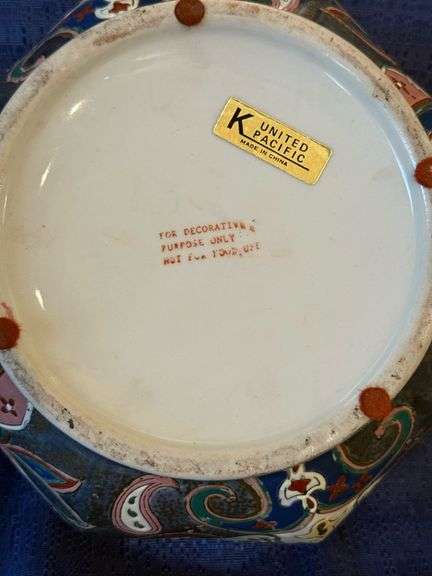 K UNITED
PACIFIC
MADE IN CHINA
FOR DECORATIVE
PURPOSE ONLY
NOT FOR FOOD, USE